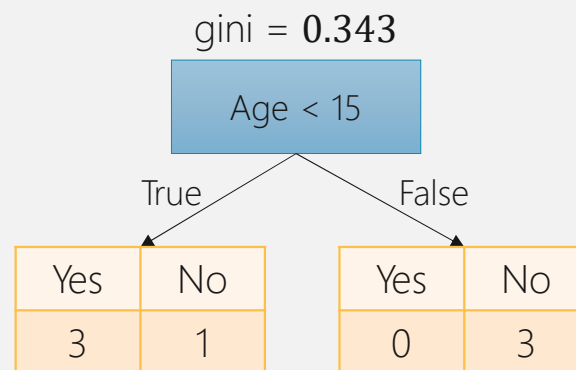 gini = 0.343
Age < 15
True False
Yes No Yes No
3 1 0 3